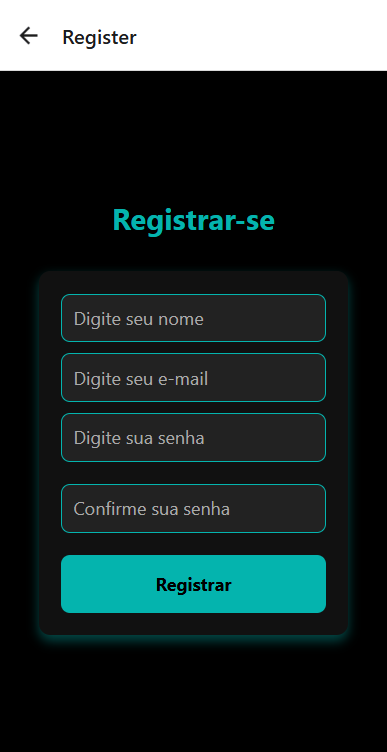 Register
Registrar-se
Digite seu nome
Digite seu e-mail
Digite sua senha
Confirme sua senha
Registrar